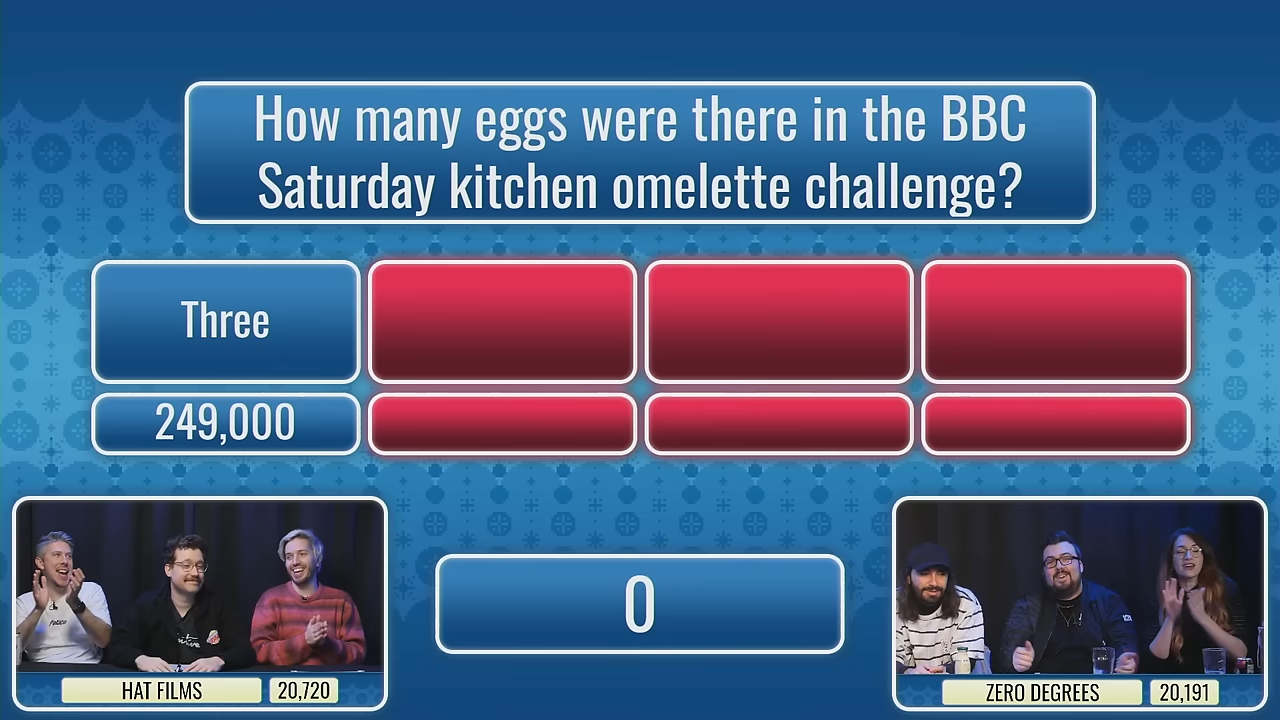 How many eggs were there in the BBC
Saturday kitchen omelette challenge?
Three
249,000
0
HAT FILMS
20,720
ZERO DEGREES
20,191